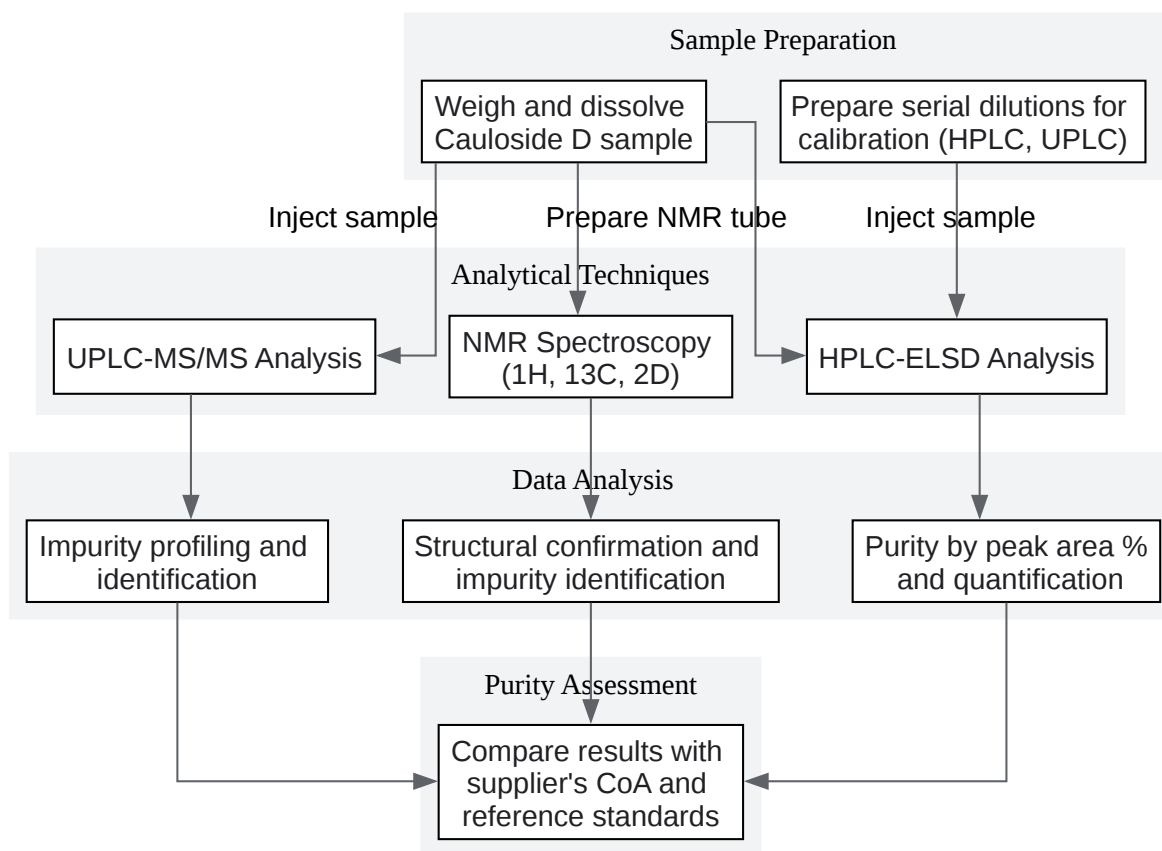 Sample Preparation
Weigh and dissolve
Cauloside D sample
Prepare serial dilutions for
calibration (HPLC, UPLC)
Inject sample
Prepare NMR tube
Inject sample
Analytical Techniques
UPLC-MS/MS Analysis
NMR Spectroscopy
(1H, 13C, 2D)
HPLC-ELSD Analysis
Data Analysis
Impurity profiling and
identification
Structural confirmation and
impurity identification
Purity by peak area %
and quantification
Purity Assessment
Compare results with
supplier's CoA and
reference standards